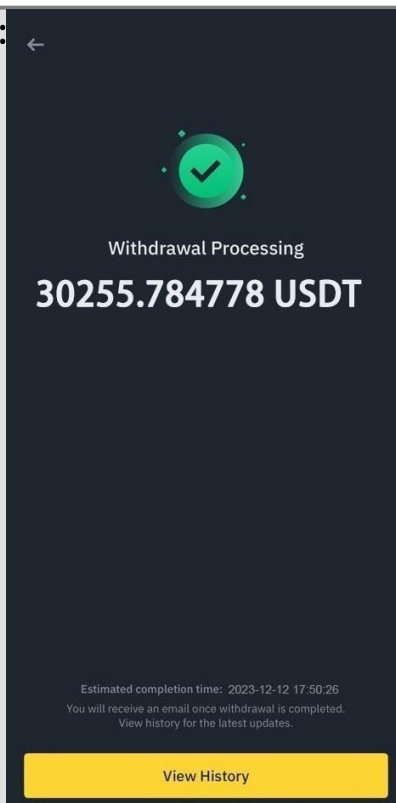 :
Withdrawal Processing
30255.784778 USDT
Estimated completion time: 2023-12-12 17:50:26
You will receive an email once withdrawal is completed.
View history for the latest updates.
View History